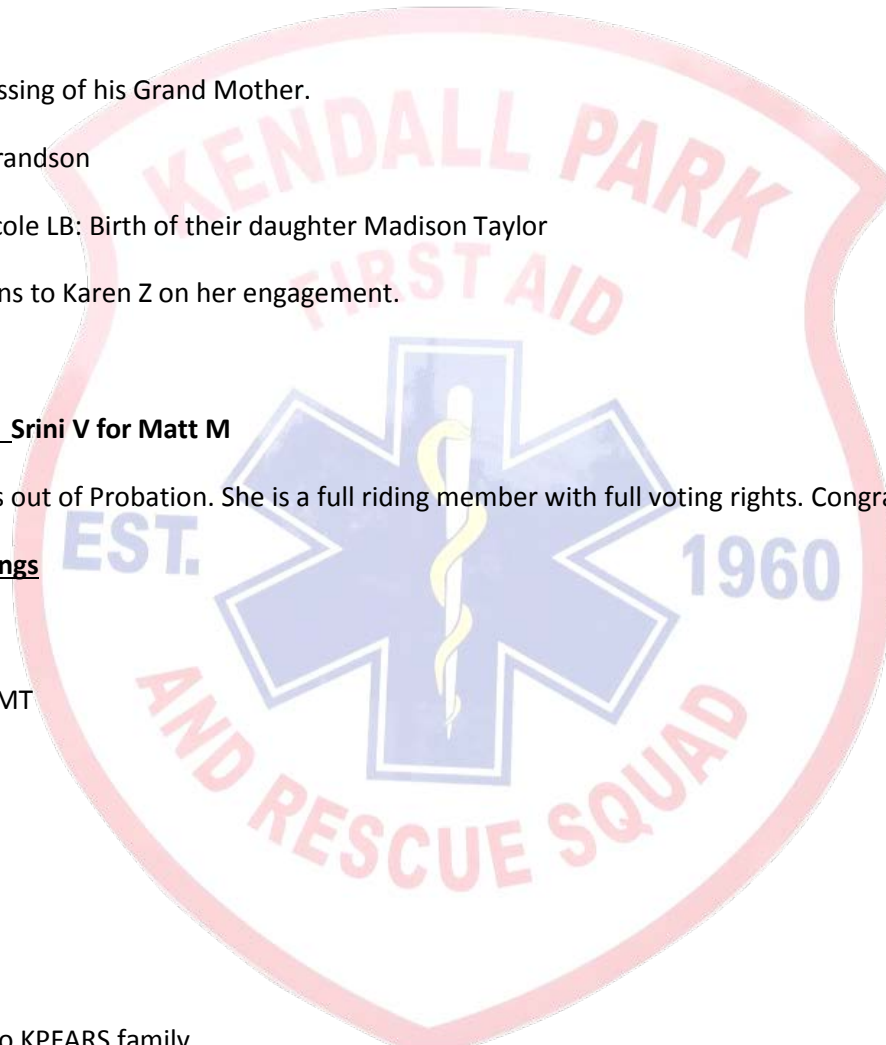 ssing of his Grand Mother.
randson
KENDALL PARK
cole LB: Birth of their daughter Madison Taylor
ns to Karen Z on her engagement.
FIRST AID
Srini V for Matt M
s out of Probation. She is a full riding member with full voting rights. Congra
EST. 1960
ngs
MT
AND RESCUE SQUAD
o KPFARS family